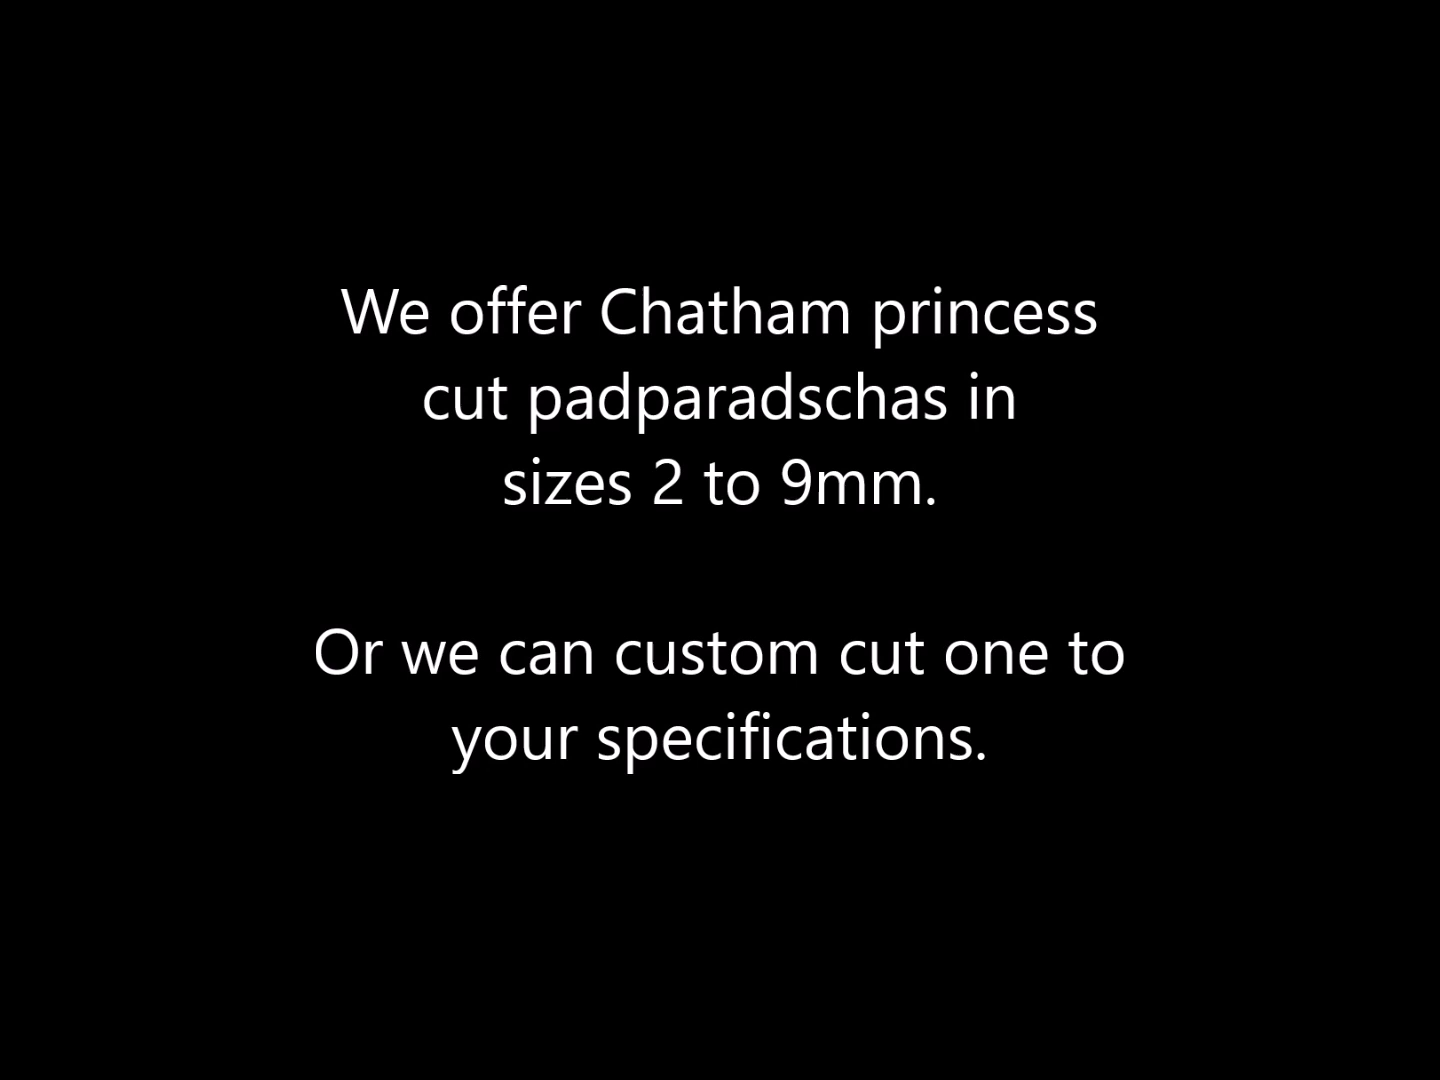 We offer Chatham princess
cut padparadschas in
sizes 2 to 9mm.
Or we can custom cut one to
your specifications.